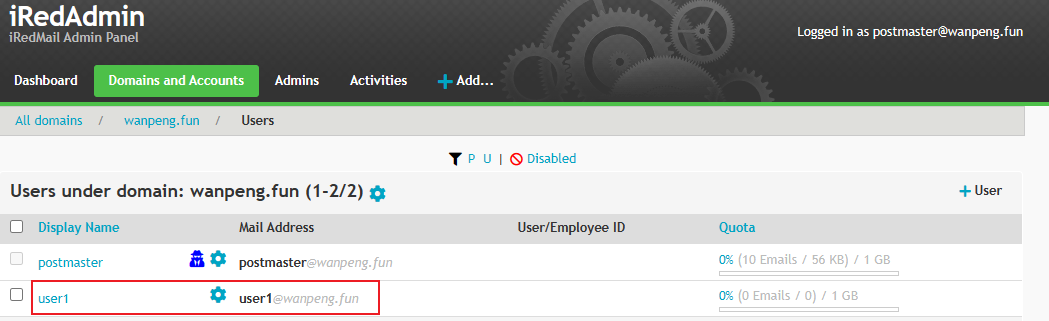 iRedAdmin
iRedMail Admin Panel
Logged in as postmaster@wanpeng.fun
Dashboard Domains and Accounts Admins Activities Add...
All domains / wanpeng.fun / Users
P U | Disabled
Users under domain: wanpeng.fun (1-2/2)
User
Display Name Mail Address User/Employee ID Quota
postmaster postmaster@wanpeng.fun 0% (10 Emails / 56 KB) / 1 GB
user1 user1@wanpeng.fun 0% (0 Emails / 0) / 1 GB